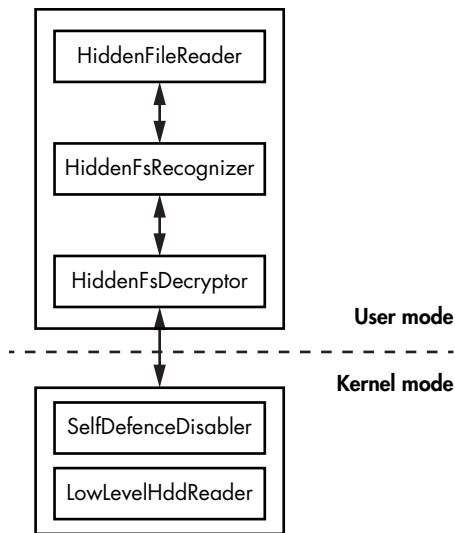 HiddenFileReader
HiddenFsRecognizer
HiddenFsDecryptor
User mode
Kernel mode
SelfDefenceDisabler
LowLevelHddReader